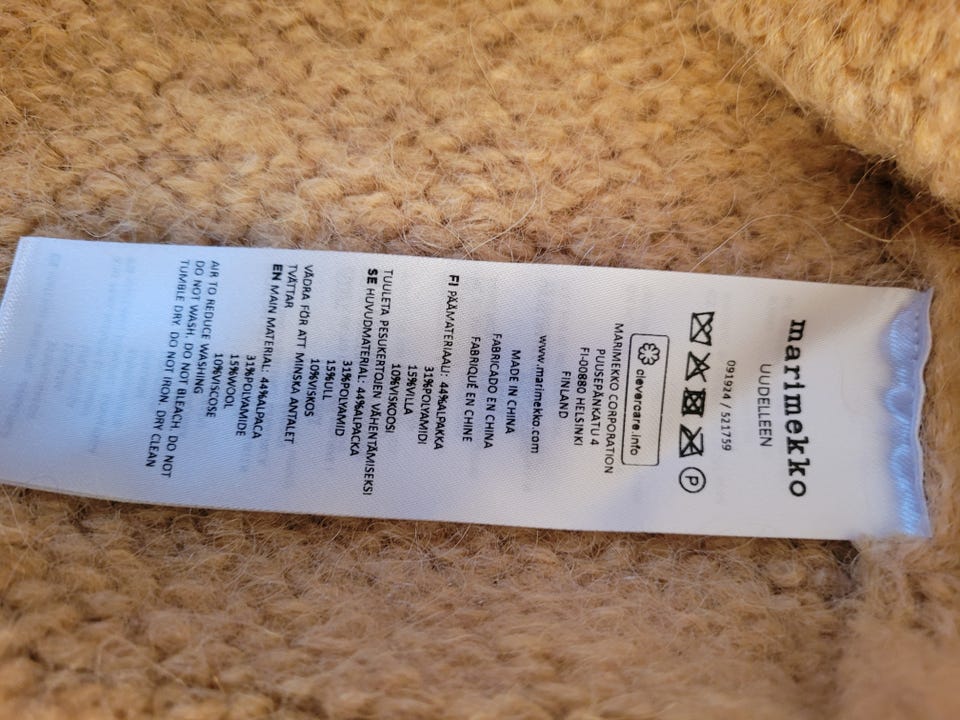 marimekko
UUDELLEEN
091924 / 521759
P
clevercare.info
MARIMEKKO CORPORATION
PUUSEPÄNKATU 4
FI-00880 HELSINKI
FINLAND
www.marimekko.com
MADE IN CHINA
FABRICADO EN CHINA
FABRIQUÉ EN CHINE
FI PÄÄMATERIAALI: 44%ALPAKKA
31%POLYAMIDI
15%VILLA
10%VISKOOSI
TUULETA PESUKERTOJEN VÄHENTÄMISEKSI
SE HUVUDMATERIAL: 44%ALPACKA
31%POLYAMID
15%ULL
10%VISKOS
VÄDRA FÖR ATT MINSKA ANTALET
TVÄTTAR
EN MAIN MATERIAL: 44%ALPACA
31%POLYAMIDE
15%WOOL
10%VISCOSE
AIR TO REDUCE WASHING
DO NOT WASH. DO NOT BLEACH. DO NOT
TUMBLE DRY. DO NOT IRON. DRY CLEAN